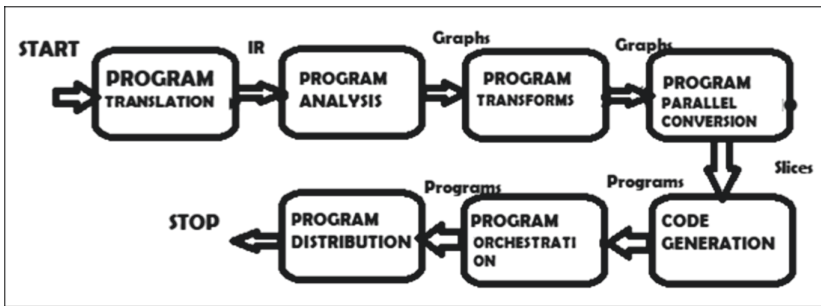 START
PROGRAM
TRANSLATION
IR
PROGRAM
ANALYSIS
Graphs
PROGRAM
TRANSFORMS
Graphs
PROGRAM
PARALLEL
CONVERSION
Slices
CODE
GENERATION
Programs
PROGRAM
ORCHESTRATI
ON
Programs
PROGRAM
DISTRIBUTION
STOP